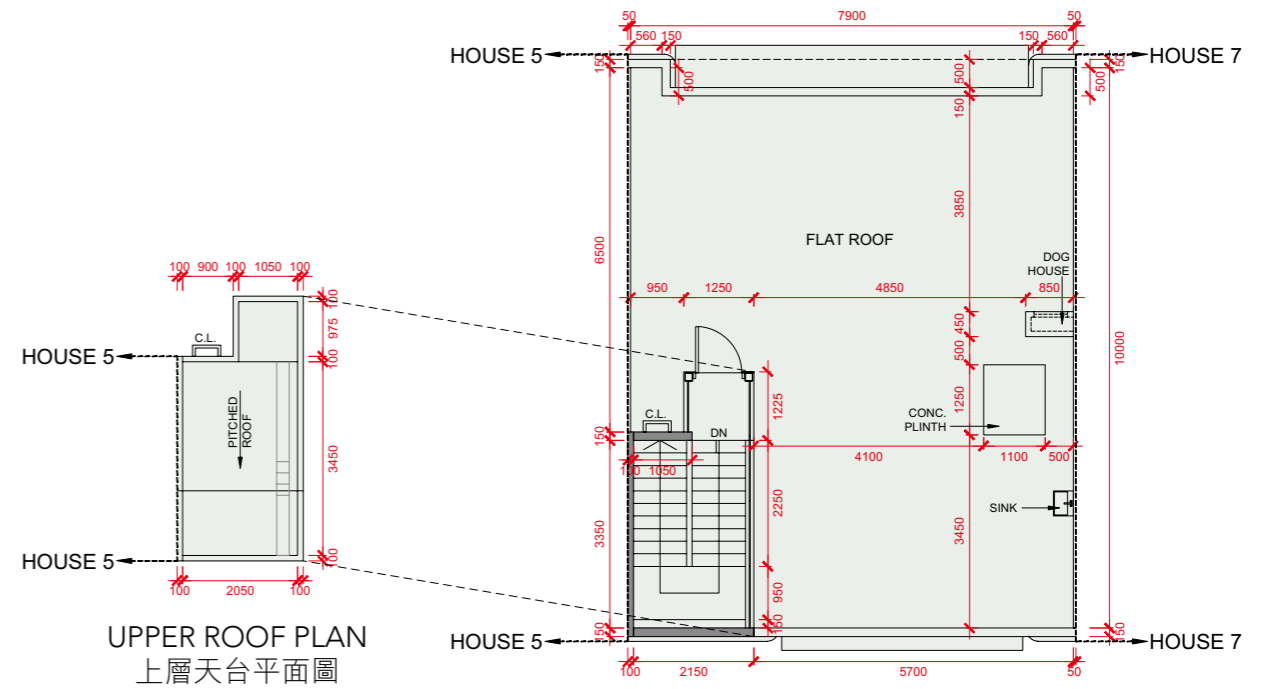 50 7900 50
560 150 150 560
HOUSE 5 HOUSE 7
150 500 500 150 500
150
3850
6500
FLAT ROOF
DOG
HOUSE
100 900 100 1050 100
950 1250 4850 850
100
975
C.L.
450
10000
HOUSE 5
100
500
1225
1250
PITCHED
ROOF
C.L.
DN
CONC.
PLINTH
150
100 1050
4100 1100 500
3450
2250
SINK
3350
3450
HOUSE 5
100
100 2050 100
950
150
150
150
UPPER ROOF PLAN
上層天台平面圖
HOUSE 5 HOUSE 7
100 2150 5700 50